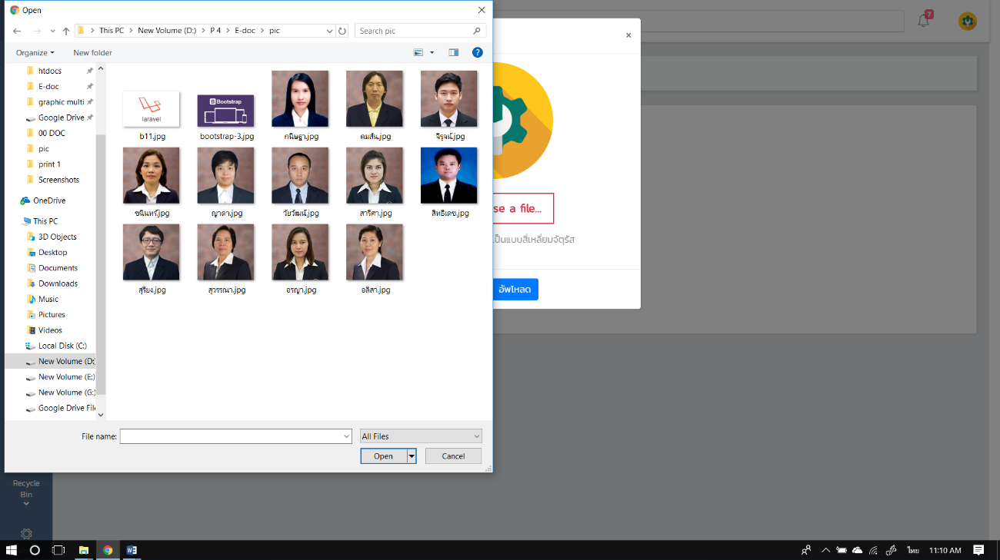 Open
This PC > New Volume (D:) > P 4 > E-doc > pic
Search pic
Organize
New folder
htdocs
E-doc
graphic multi
Google Drive
00 DOC
pic
print 1
Screenshots
OneDrive
This PC
3D Objects
Desktop
Documents
Downloads
Music
Pictures
Videos
Local Disk (C:)
New Volume (D:
New Volume (E:)
New Volume (G:)
Google Drive File
laravel
B Bootstrap
b11.jpg
bootstrap-3.jpg
กนิษฐา.jpg
คมสัน.jpg
จีรุจน์.jpg
ชนินทร์.jpg
ญาดา.jpg
วัยวัฒน์.jpg
สาริศา.jpg
สิทธิเดช.jpg
สุริยง.jpg
สุวรรณา.jpg
อรญา.jpg
อลิสา.jpg
File name:
All Files
Open
Cancel
7
×
se a file...
เป็นแบบสี่เหลี่ยมจัตุรัส
อัพโหลด
Recycle
Bin
ไทย
11:10 AM